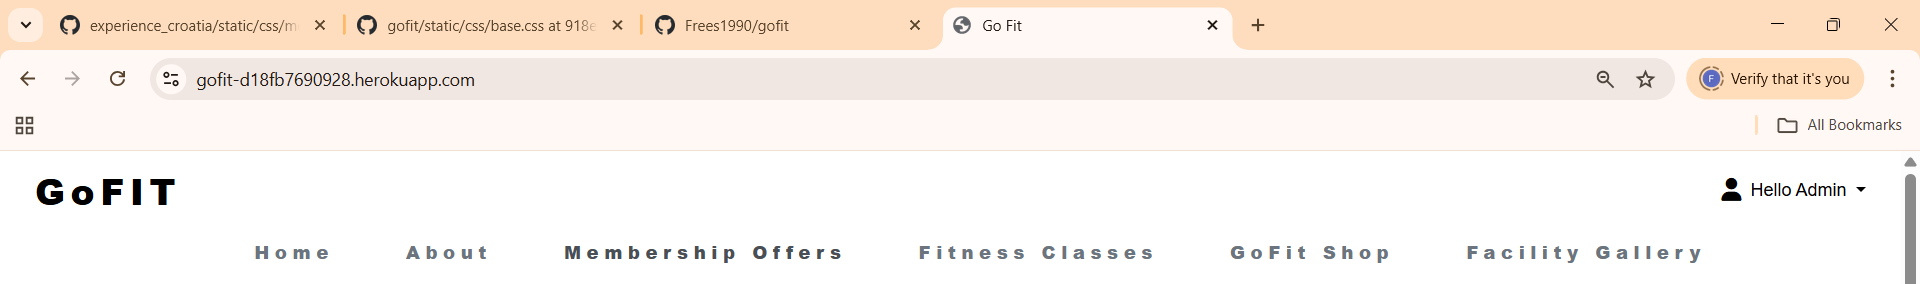 experience_croatia/static/css/m
gofit/static/css/base.css at 918e
Frees1990/gofit
Go Fit
gofit-d18fb7690928.herokuapp.com
F
Verify that it's you
All Bookmarks
GoFIT
Hello Admin
Home About Membership Offers Fitness Classes GoFit Shop Facility Gallery